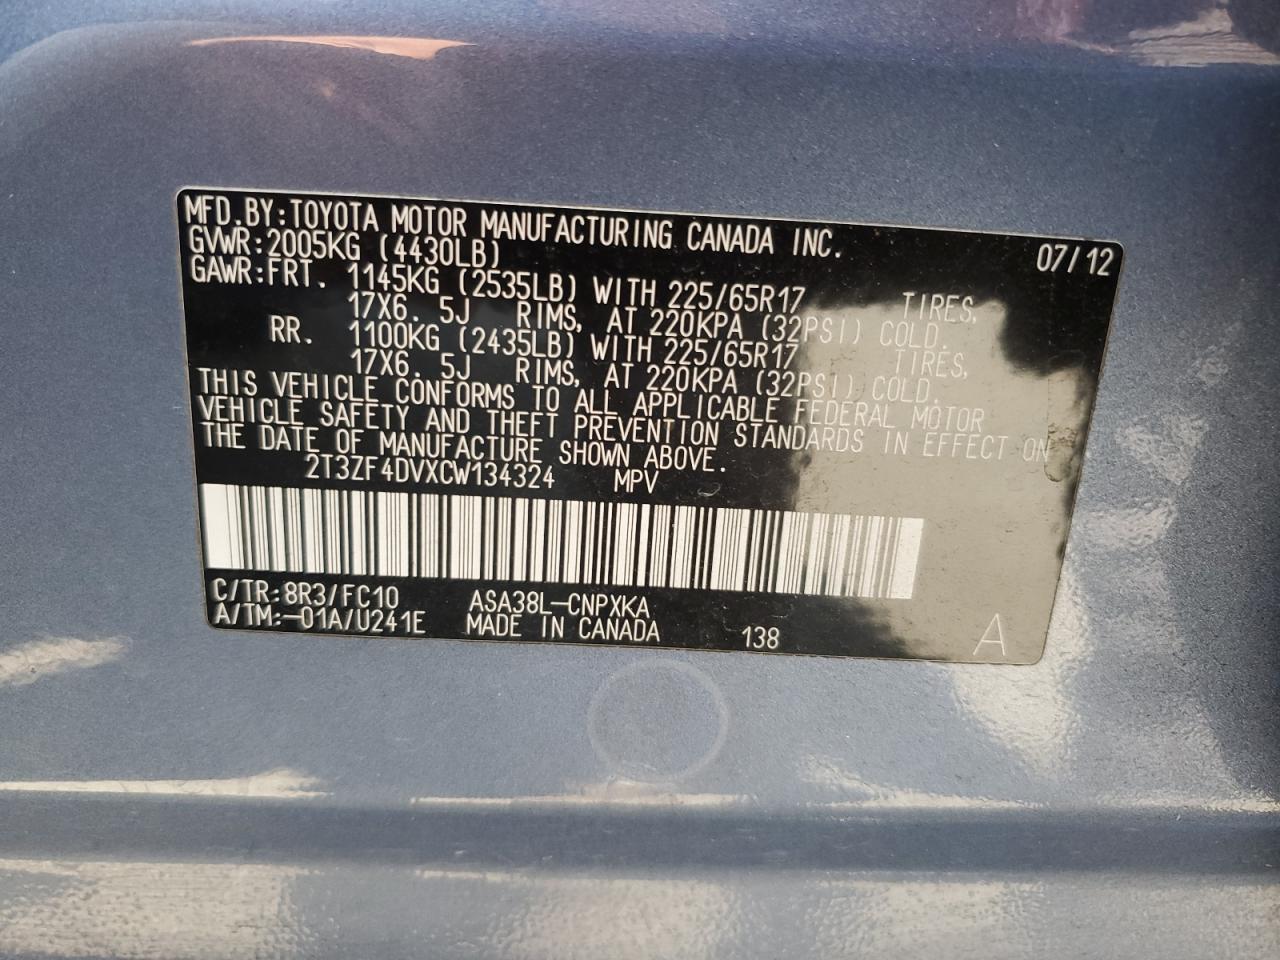 MFD.BY:TOYOTA MOTOR MANUFACTURING CANADA INC. 07/12
GVWR:2005KG (4430LB)
GAWR:FRT. 1145KG (2535LB) WITH 225/65R17 TIRES,
17X6. 5J RIMS, AT 220KPA (32PSI) COLD.
RR. 1100KG (2435LB) WITH 225/65R17 TIRES,
17X6. 5J RIMS, AT 220KPA (32PSI) COLD.
THIS VEHICLE CONFORMS TO ALL APPLICABLE FEDERAL MOTOR
VEHICLE SAFETY AND THEFT PREVENTION STANDARDS IN EFFECT ON
THE DATE OF MANUFACTURE SHOWN ABOVE.
2T3ZF4DVXCW134324 MPV
C/TR:8R3/FC10 ASA38L-CNPXKA
A/TM:-01A/U241E MADE IN CANADA 138 A